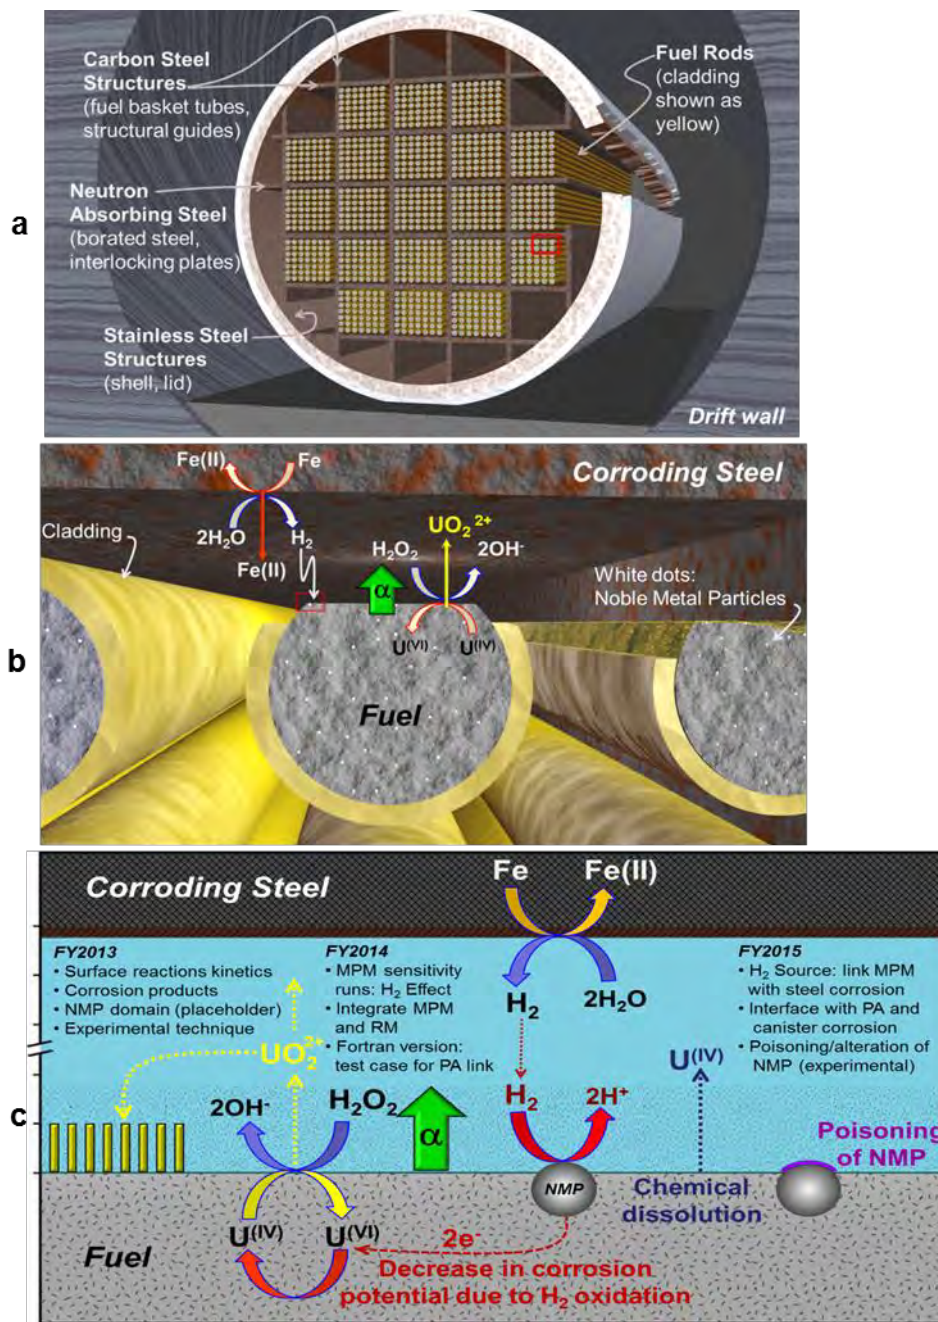 a
Carbon Steel
Structures
(fuel basket tubes,
structural guides)
Fuel Rods
(cladding
shown as
yellow)
Neutron
Absorbing Steel
(borated steel,
interlocking plates)
Stainless Steel
Structures
(shell, lid)
Drift wall
b
Fe(II) Fe
Corroding Steel
Cladding
2H₂O H₂
Fe(II)
UO₂ ²⁺
H₂O₂ 2OH⁻
α
White dots:
Noble Metal Particles
U⁽ⱽᴵ⁾ U⁽ᴵⱽ⁾
Fuel
c
Corroding Steel
Fe Fe(II)
FY2013
• Surface reactions kinetics
• Corrosion products
• NMP domain (placeholder)
• Experimental technique
FY2014
• MPM sensitivity
runs: H₂ Effect
• Integrate MPM
and RM
• Fortran version:
test case for PA link
FY2015
• H₂ Source: link MPM
with steel corrosion
• Interface with PA and
canister corrosion
• Poisoning/alteration of
NMP (experimental)
H₂ 2H₂O
UO₂²⁺
U⁽ᴵⱽ⁾
2OH⁻ H₂O₂
α
H₂ 2H⁺
Poisoning
of NMP
NMP
Chemical
dissolution
U⁽ᴵⱽ⁾ U⁽ⱽᴵ⁾
2e⁻
Fuel
Decrease in corrosion
potential due to H₂ oxidation